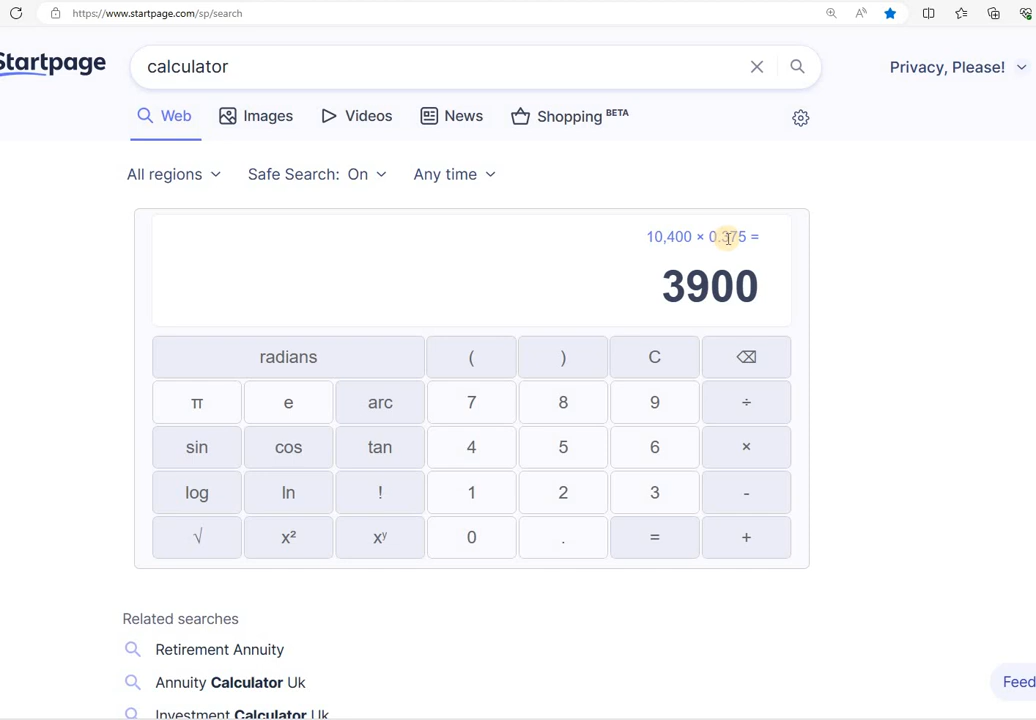 https://www.startpage.com/sp/search
Startpage
calculator
Privacy, Please!
Web
Images
Videos
News
Shopping BETA
All regions
Safe Search: On
Any time
10,400 × 0.375 =
3900
radians ( ) C ⌫
π e arc 7 8 9 ÷
sin cos tan 4 5 6 ×
log ln ! 1 2 3 -
√ x² xʸ 0 . = +
Related searches
Retirement Annuity
Annuity Calculator Uk
Investment Calculator Uk
Feed